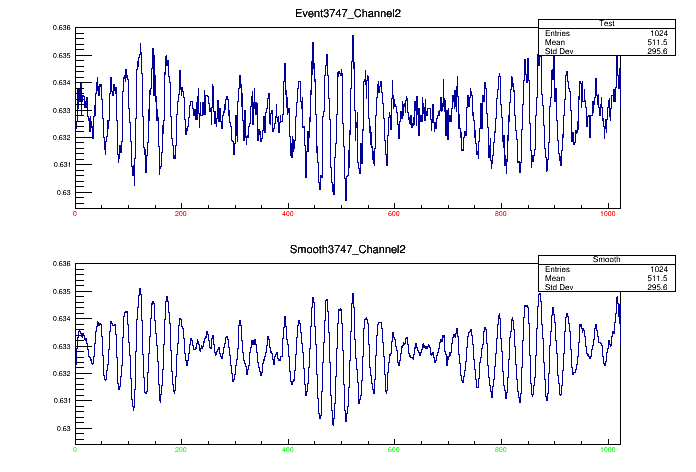 Event3747_Channel2
Test
Entries 1024
Mean 511.5
Std Dev 295.6
0.636
0.635
0.634
0.633
0.632
0.631
0.63
0 200 400 600 800 1000
Smooth3747_Channel2
Smooth
Entries 1024
Mean 511.5
Std Dev 295.6
0.636
0.635
0.634
0.633
0.632
0.631
0.63
0 200 400 600 800 1000